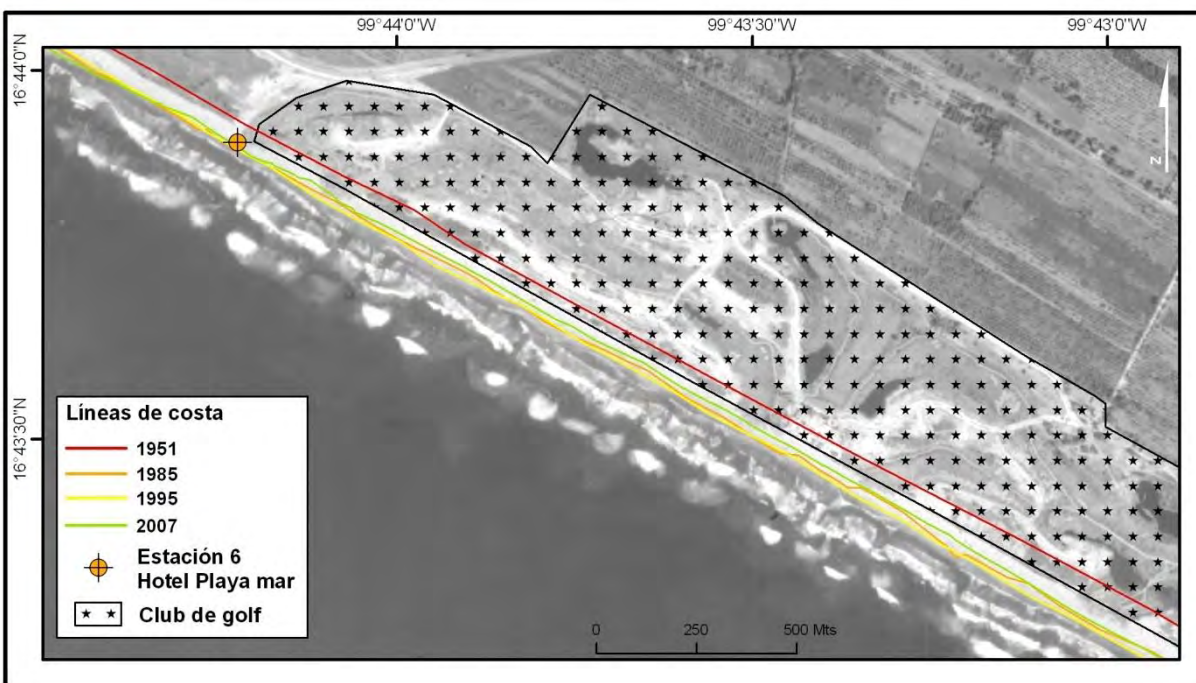 99°44'0"W
99°43'30"W
99°43'0"W
16°44'0"N
16°43'30"N
N
Líneas de costa
1951
1985
1995
2007
Estación 6
Hotel Playa mar
Club de golf
0 250 500 Mts